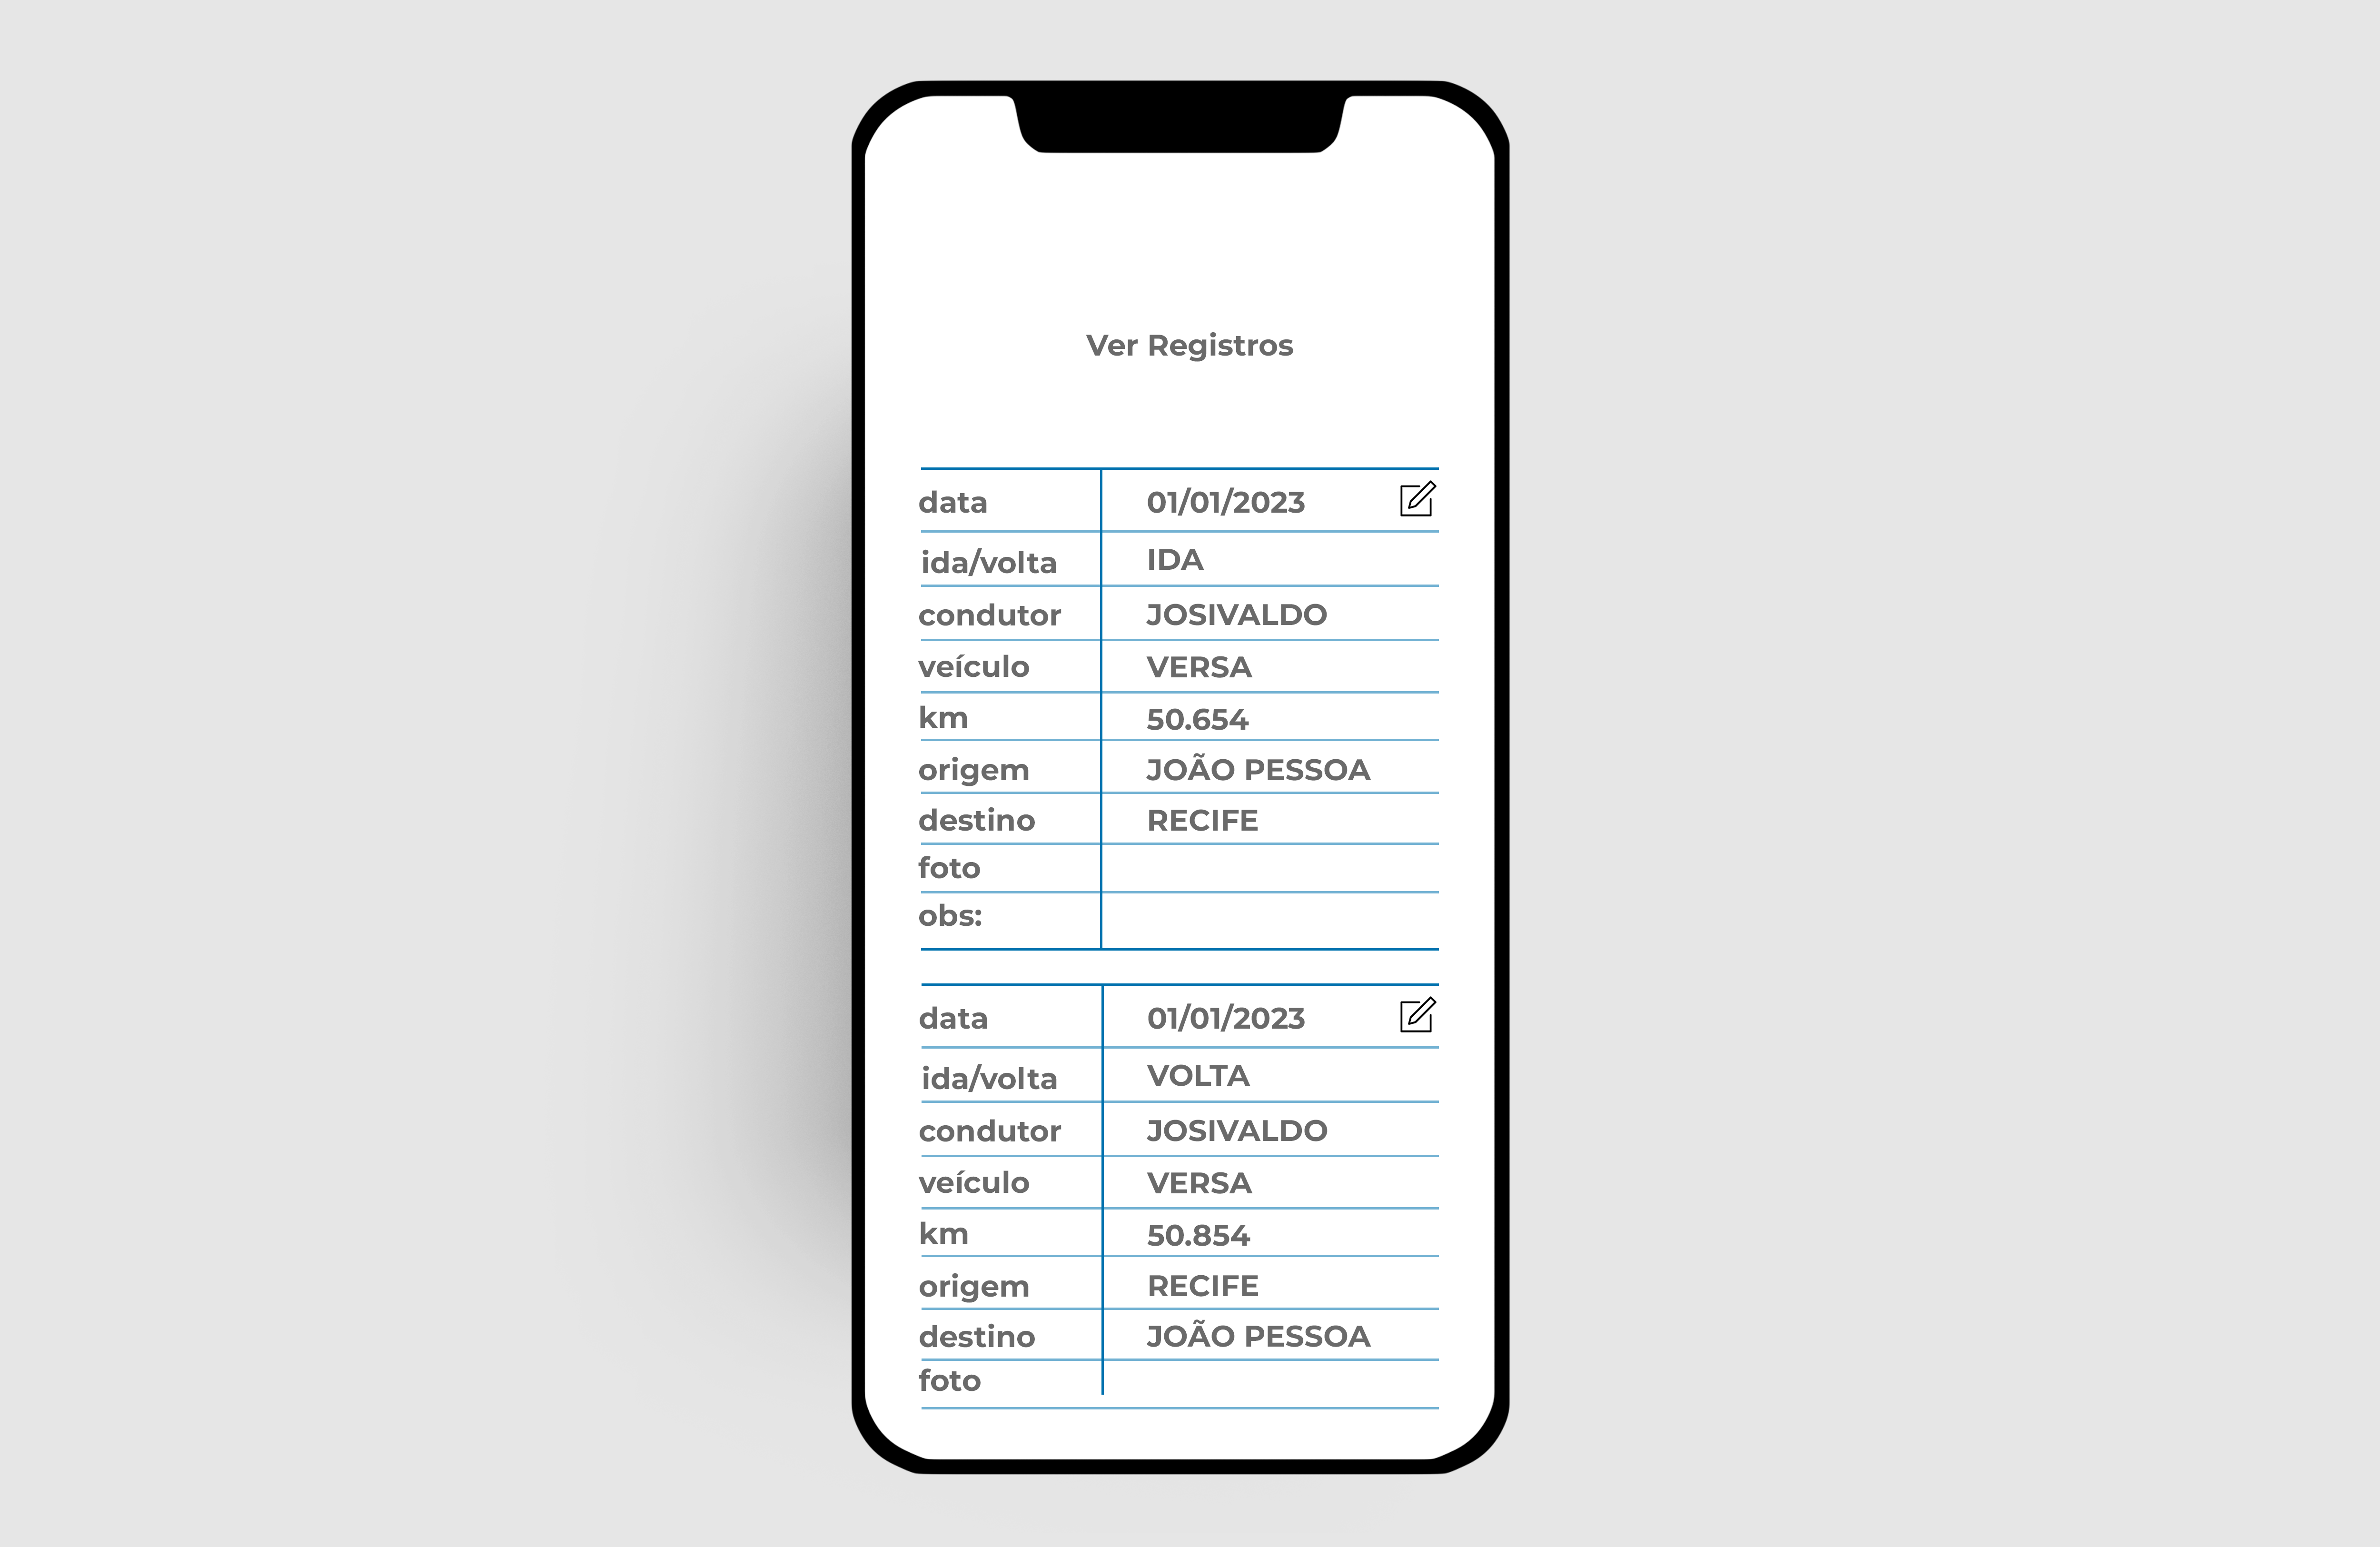 Ver Registros
data 01/01/2023
ida/volta IDA
condutor JOSIVALDO
veículo VERSA
km 50.654
origem JOÃO PESSOA
destino RECIFE
foto
obs:
data 01/01/2023
ida/volta VOLTA
condutor JOSIVALDO
veículo VERSA
km 50.854
origem RECIFE
destino JOÃO PESSOA
foto